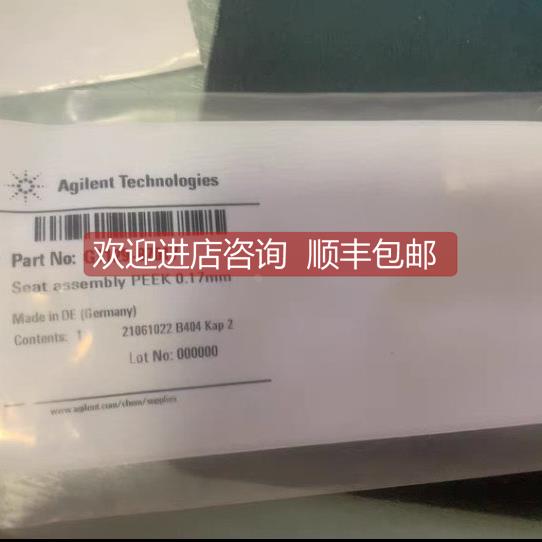 Agilent Technologies
Part No:
欢迎进店咨询 顺丰包邮
Seat assembly PEEK 0.17mm
Made in DE (Germany)
Contents: 1
21061022 B404 Kap 2
Lot No: 000000
www.agilent.com/chem/supplies